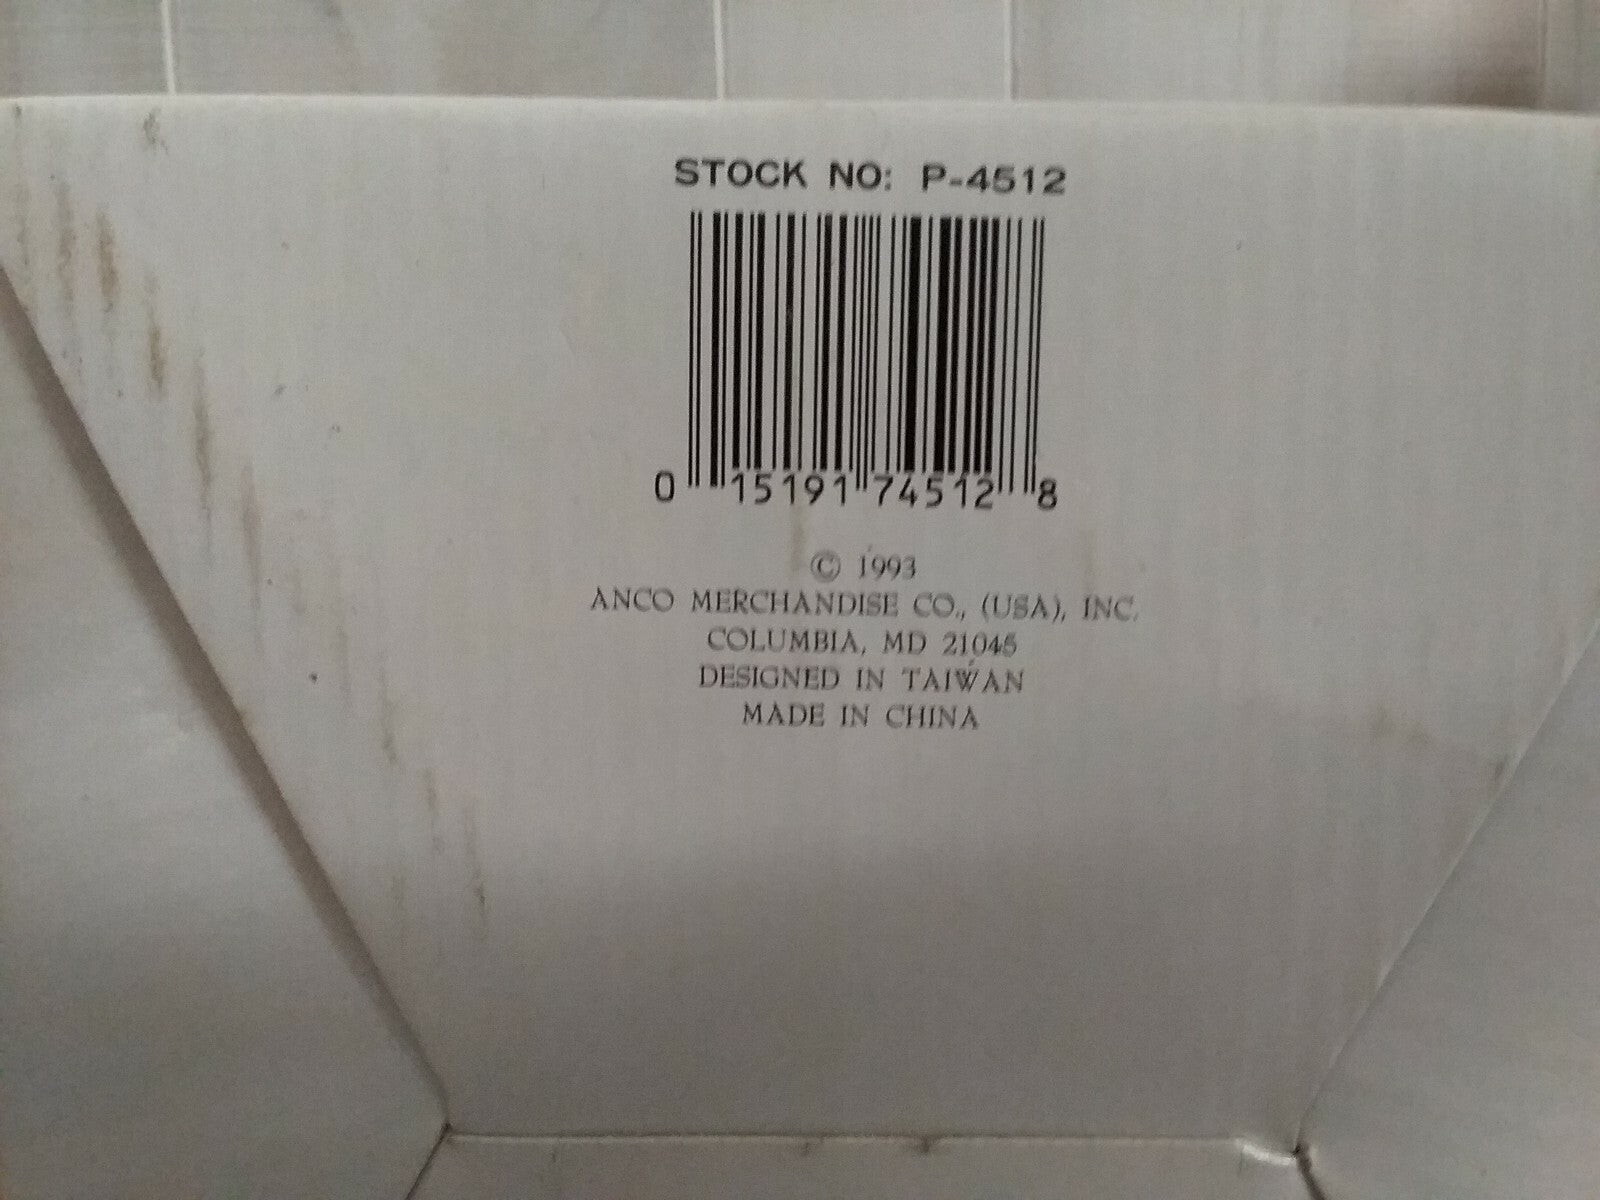 STOCK NO: P-4512
0 15191 74512 8
© 1993
ANCO MERCHANDISE CO., (USA), INC.
COLUMBIA, MD 21045
DESIGNED IN TAIWAN
MADE IN CHINA